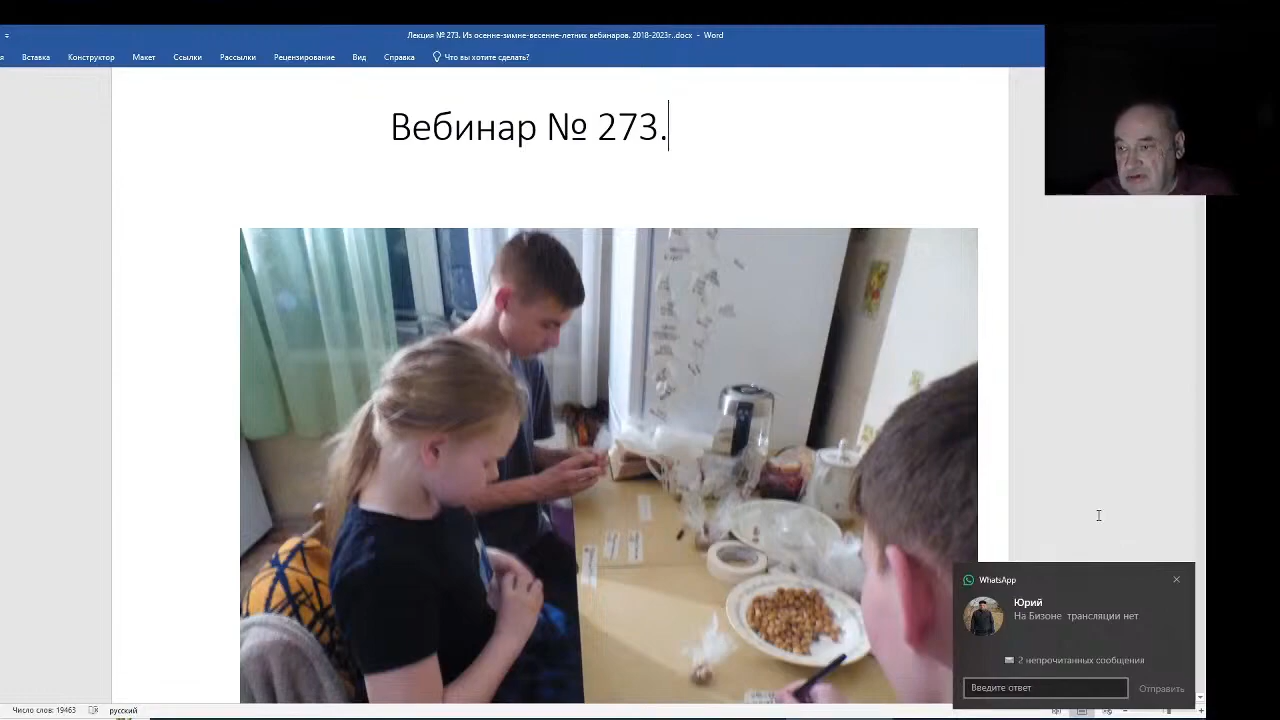 Лекция № 273. Из осенне-зимне-весенне-летних вебинаров. 2018-2023г..docx - Word
Вставка Конструктор Макет Ссылки Рассылки Рецензирование Вид Справка Что вы хотите сделать?
Вебинар № 273.
WhatsApp
Юрий
На Бизоне трансляции нет
2 непрочитанных сообщения
Введите ответ Отправить
Число слов: 19463 русский